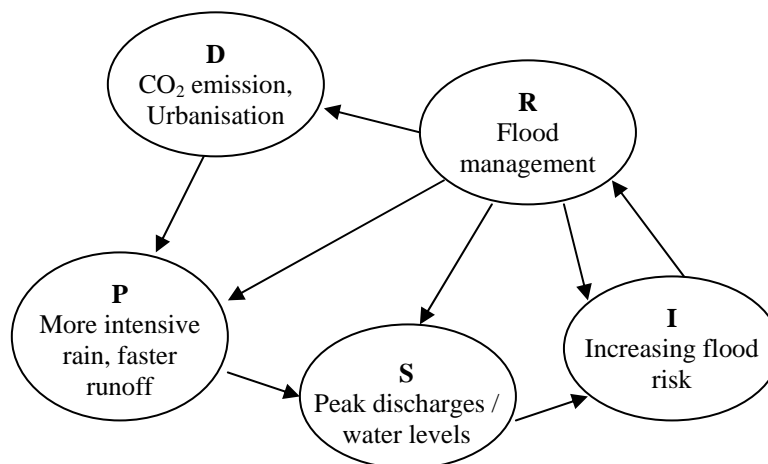 D
CO₂ emission,
Urbanisation
R
Flood
management
P
More intensive
rain, faster
runoff
S
Peak discharges /
water levels
I
Increasing flood
risk